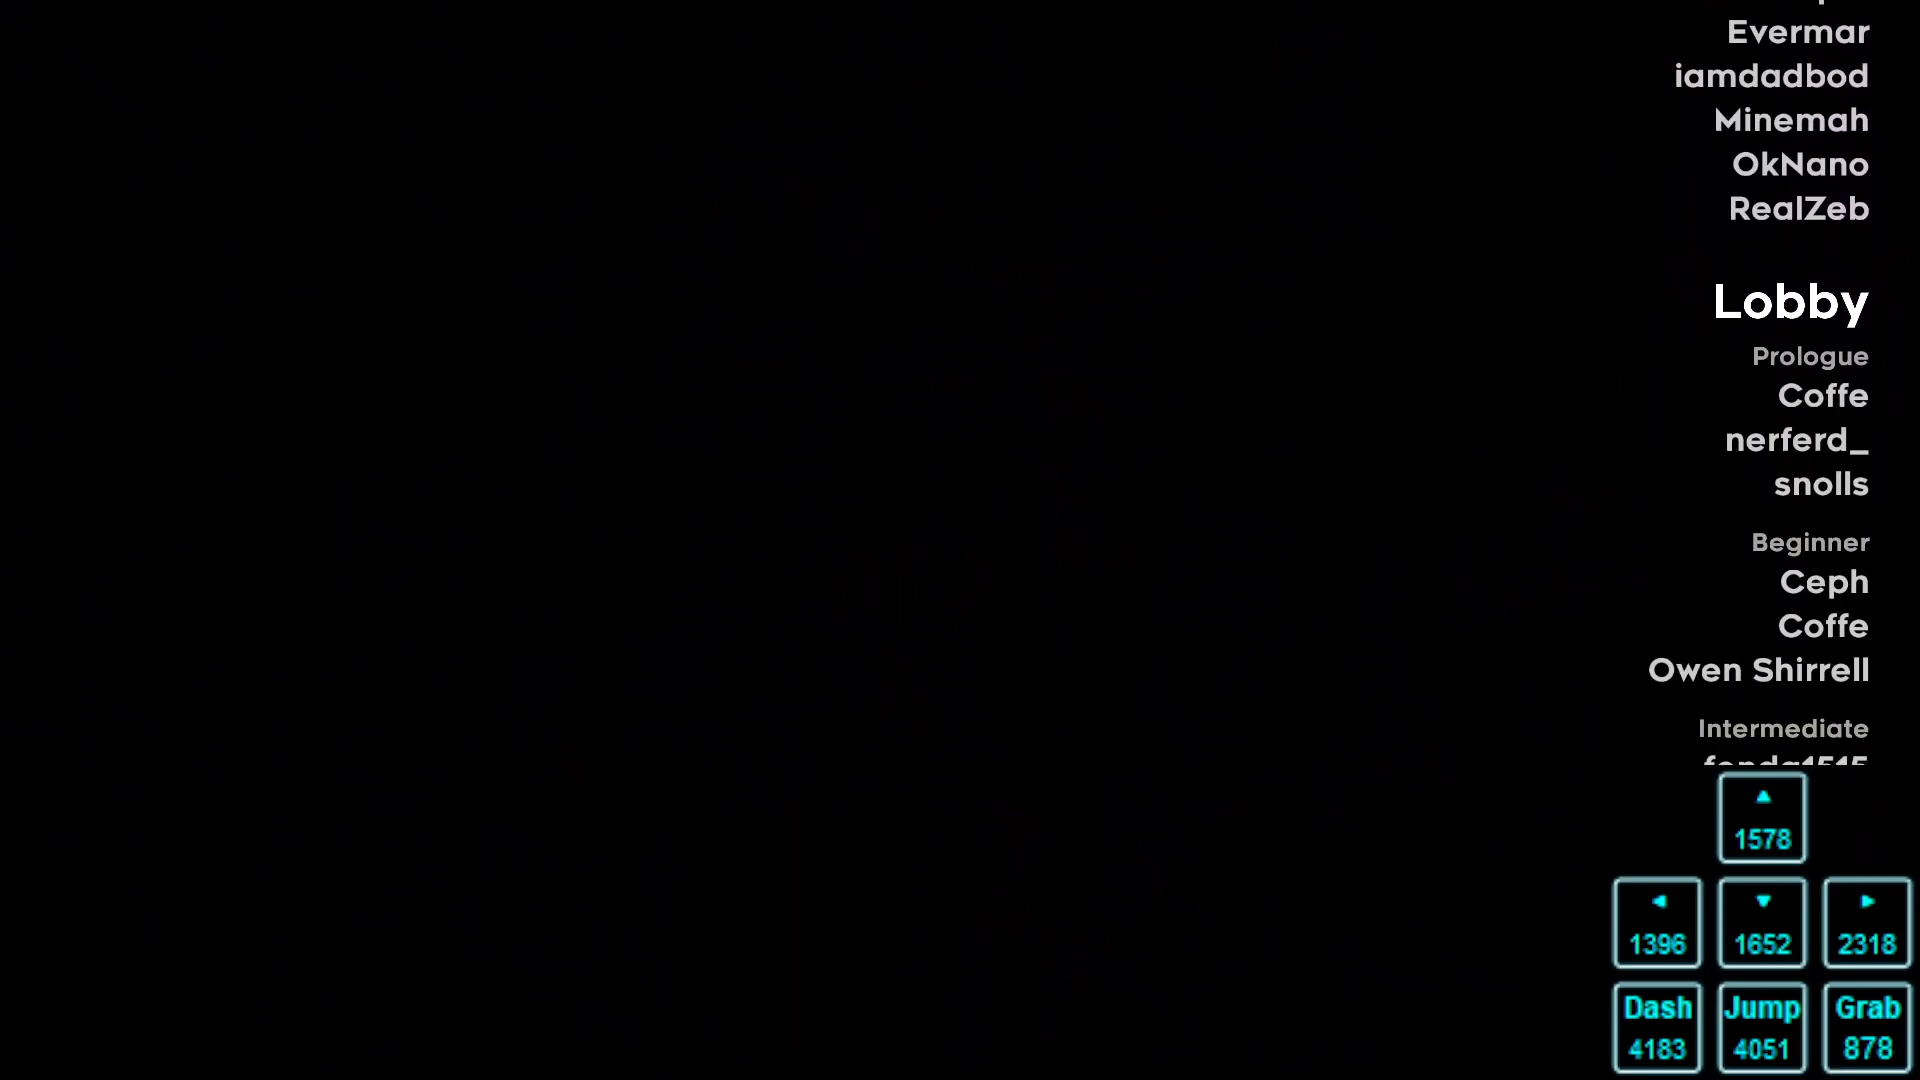 Evermar
iamdadbod
Minemah
OkNano
RealZeb
Lobby
Prologue
Coffe
nerferd_
snolls
Beginner
Ceph
Coffe
Owen Shirrell
Intermediate
▲
1578
◄ ▼ ►
1396 1652 2318
Dash Jump Grab
4183 4051 878